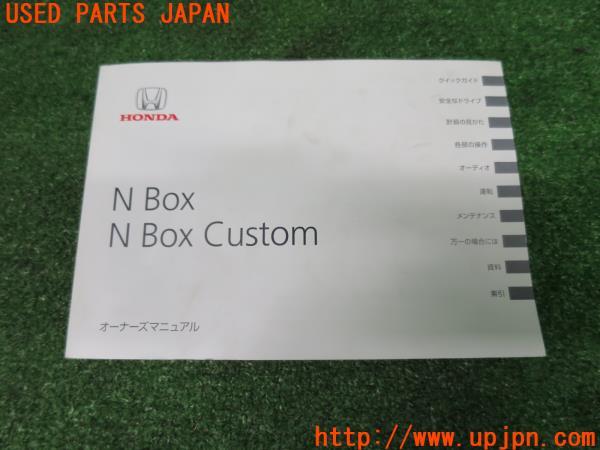 USED PARTS JAPAN
HONDA
N Box
N Box Custom
オーナーズマニュアル
クイックガイド
安全なドライブ
計器の見かた
各部の操作
オーディオ
運転
メンテナンス
万一の場合には
資料
索引
http://www.upjpn.com/